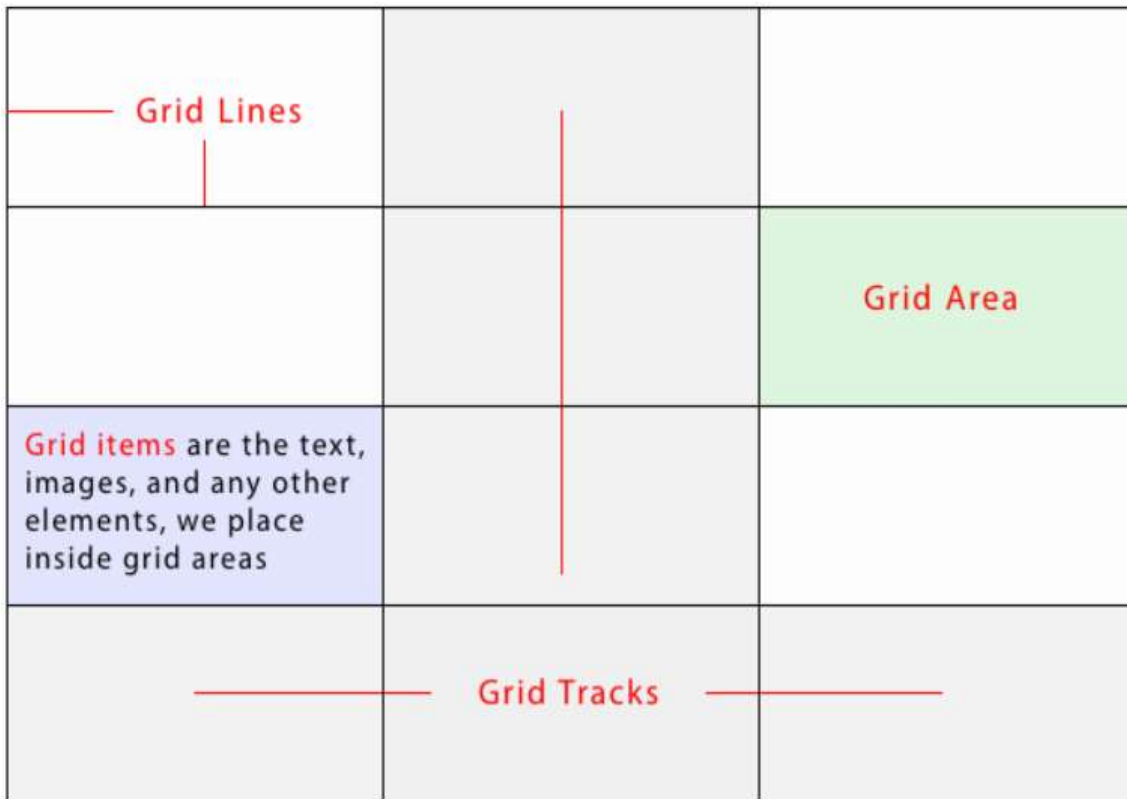 Grid Lines
Grid Area
Grid items are the text,
images, and any other
elements, we place
inside grid areas
Grid Tracks